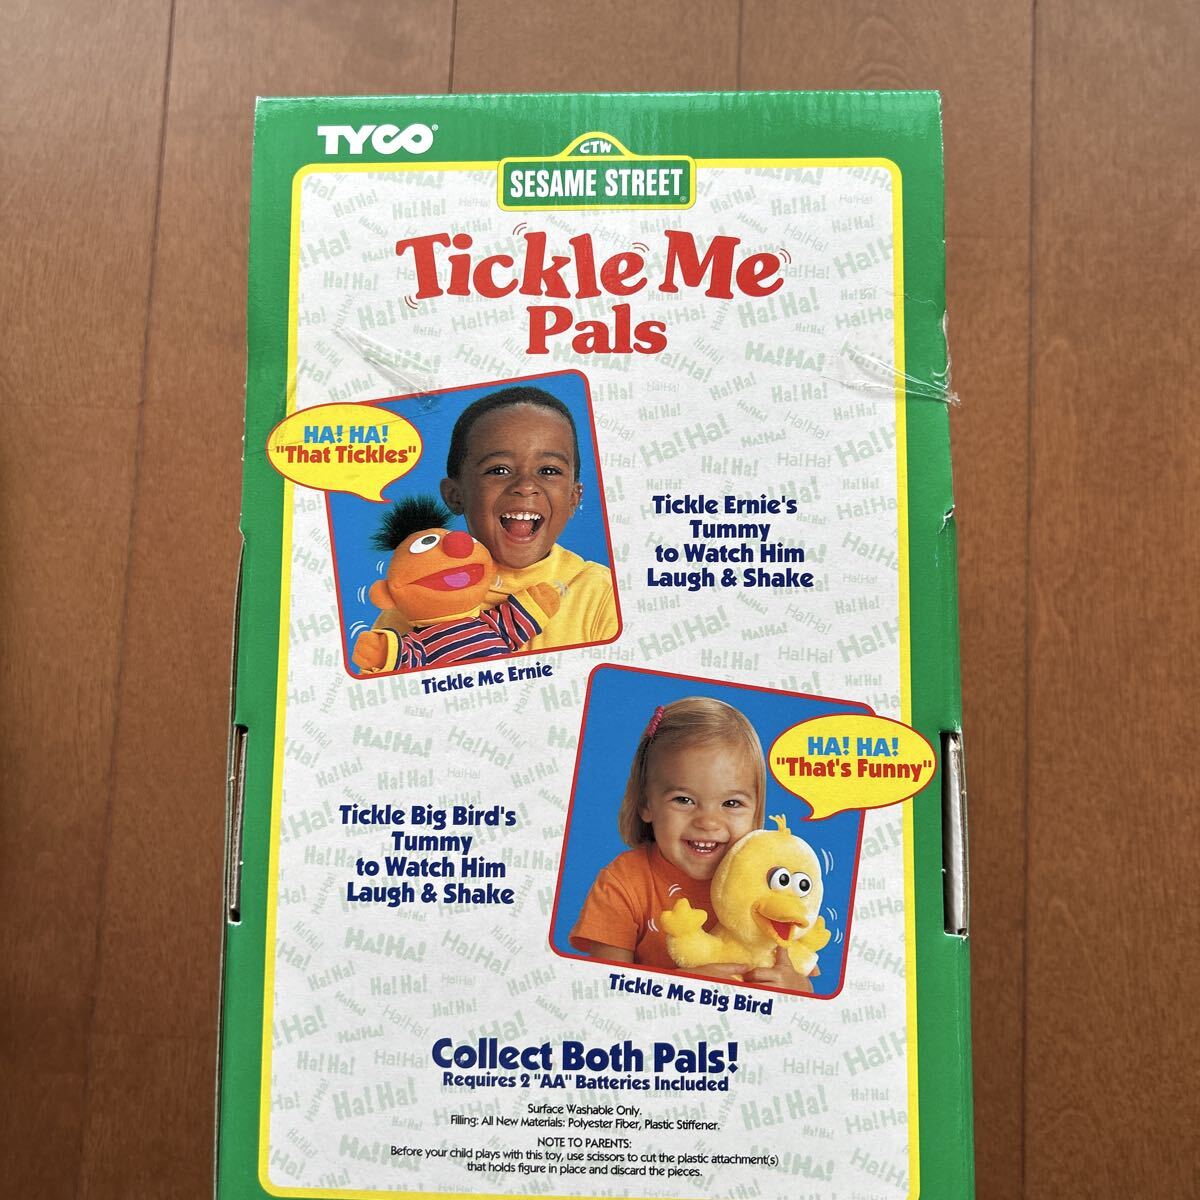 TYCO®
CTW
SESAME STREET®
Tickle Me
Pals
HA! HA!
"That Tickles"
Tickle Ernie's
Tummy
to Watch Him
Laugh & Shake
Tickle Me Ernie
HA! HA!
"That's Funny"
Tickle Big Bird's
Tummy
to Watch Him
Laugh & Shake
Tickle Me Big Bird
Collect Both Pals!
Requires 2 "AA" Batteries Included
Surface Washable Only.
Filling: All New Materials: Polyester Fiber, Plastic Stiffener.
NOTE TO PARENTS:
Before your child plays with this toy, use scissors to cut the plastic attachment(s)
that holds figure in place and discard the pieces.